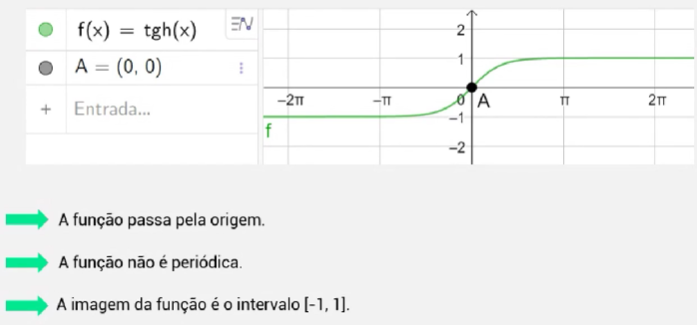 f(x) = tgh(x)
A = (0, 0)
+ Entrada...
2
1
-2π -π 0 A π 2π
-1
f
-2
A função passa pela origem.
A função não é periódica.
A imagem da função é o intervalo [-1, 1].